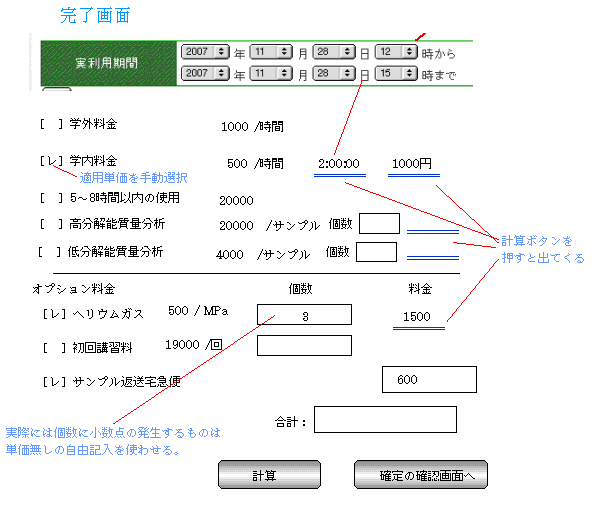 完了画面
実利用期間
2007 年 11 月 28 日 12 時から
2007 年 11 月 28 日 15 時まで
[ ] 学外料金 1000 /時間
[レ] 学内料金 500 /時間 2:00:00 1000円
適用単価を手動選択
[ ] 5～8時間以内の使用 20000
[ ] 高分解能質量分析 20000 /サンプル 個数
[ ] 低分解能質量分析 4000 /サンプル 個数
計算ボタンを
押すと出てくる
オプション料金 個数 料金
[レ] ヘリウムガス 500 / MPa 3 1500
[ ] 初回講習料 19000 /回
[レ] サンプル返送宅急便 600
合計：
実際には個数に小数点の発生するものは
単価無しの自由記入を使わせる。
計算 確定の確認画面へ